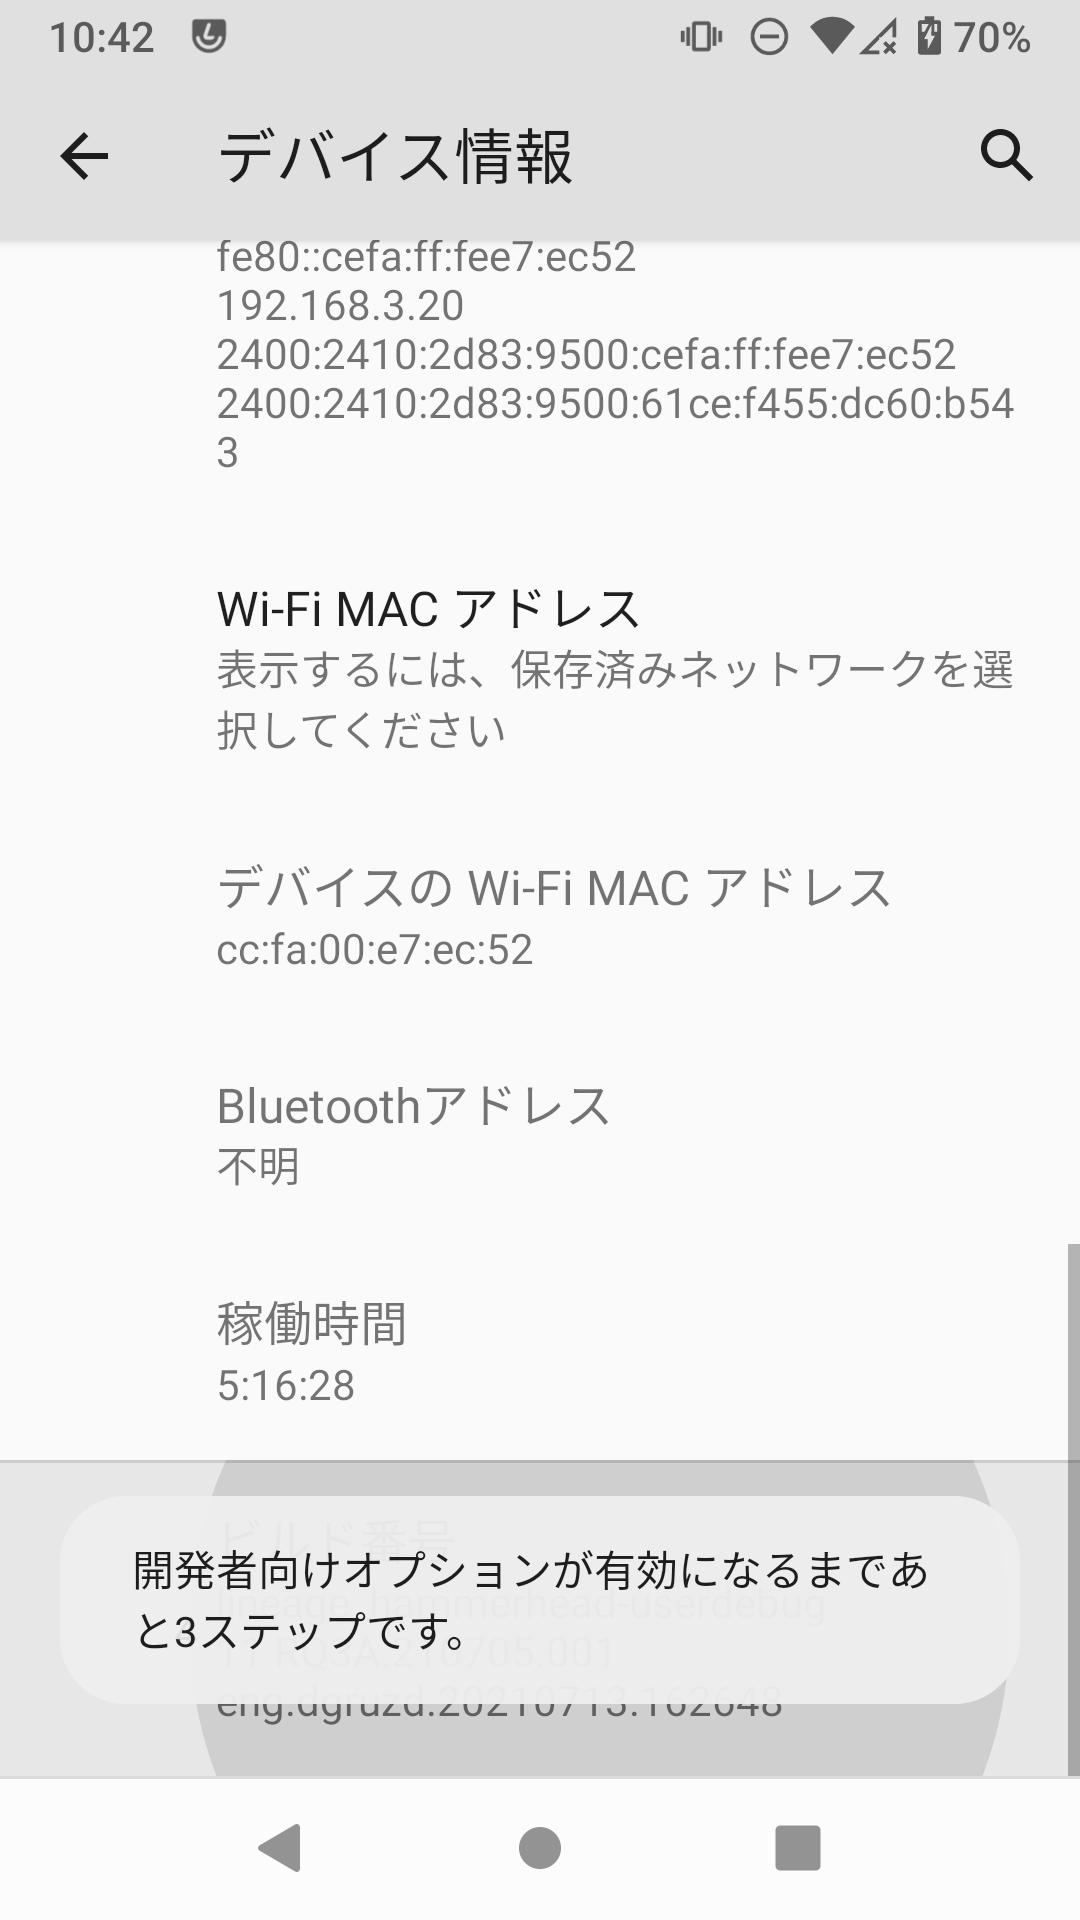 10:42
70%
デバイス情報
fe80::cefa:ff:fee7:ec52
192.168.3.20
2400:2410:2d83:9500:cefa:ff:fee7:ec52
2400:2410:2d83:9500:61ce:f455:dc60:b54
3
Wi-Fi MAC アドレス
表示するには、保存済みネットワークを選
択してください
デバイスの Wi-Fi MAC アドレス
cc:fa:00:e7:ec:52
Bluetoothアドレス
不明
稼働時間
5:16:28
ビルド番号
開発者向けオプションが有効になるまであ
lineage_hammerhead-userdebug
と3ステップです。
11 RQ3A.210705.001
eng.dgruzd.20210713.162648